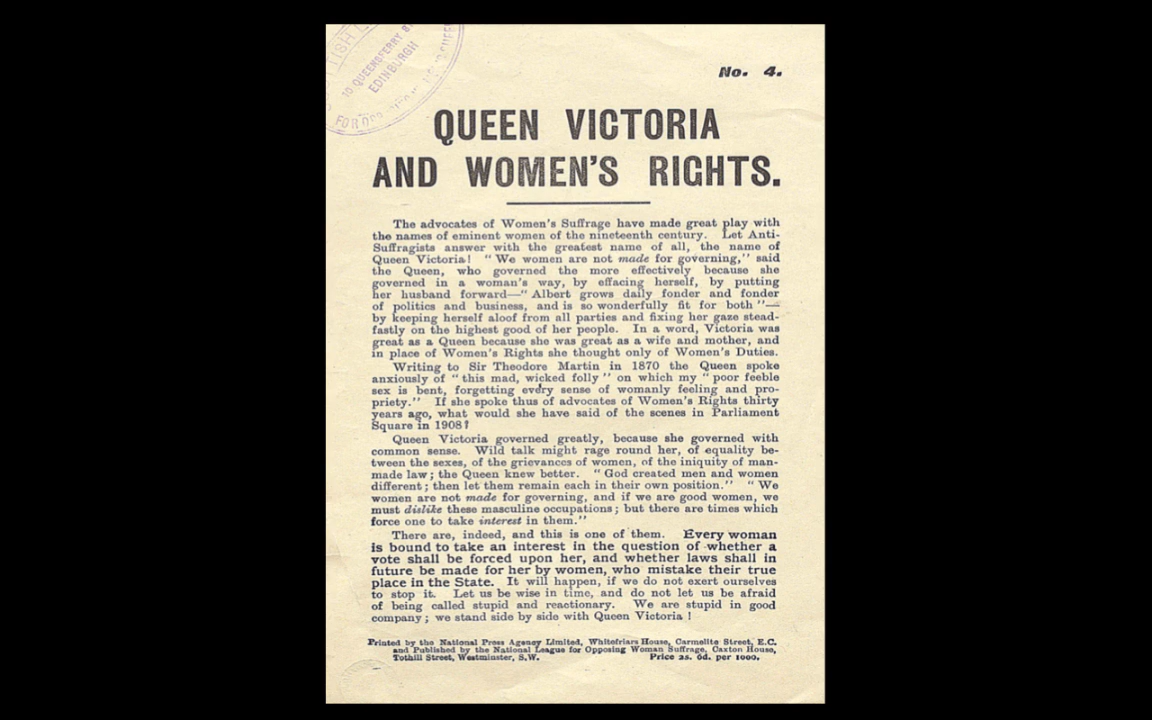 10 QUEENSFERRY ST
EDINBURGH
No. 4.
QUEEN VICTORIA
AND WOMEN'S RIGHTS.
The advocates of Women's Suffrage have made great play with
the names of eminent women of the nineteenth century. Let Anti-
Suffragists answer with the greatest name of all, the name of
Queen Victoria! "We women are not made for governing," said
the Queen, who governed the more effectively because she
governed in a woman's way, by effacing herself, by putting
her husband forward—"Albert grows daily fonder and fonder
of politics and business, and is so wonderfully fit for both"—
by keeping herself aloof from all parties and fixing her gaze stead-
fastly on the highest good of her people. In a word, Victoria was
great as a Queen because she was great as a wife and mother, and
in place of Women's Rights she thought only of Women's Duties.
Writing to Sir Theodore Martin in 1870 the Queen spoke
anxiously of "this mad, wicked folly" on which my "poor feeble
sex is bent, forgetting every sense of womanly feeling and pro-
priety." If she spoke thus of advocates of Women's Rights thirty
years ago, what would she have said of the scenes in Parliament
Square in 1908?
Queen Victoria governed greatly, because she governed with
common sense. Wild talk might rage round her, of equality be-
tween the sexes, of the grievances of women, of the iniquity of man-
made law; the Queen knew better. "God created men and women
different; then let them remain each in their own position." "We
women are not made for governing, and if we are good women, we
must dislike these masculine occupations; but there are times which
force one to take interest in them."
There are, indeed, and this is one of them. Every woman
is bound to take an interest in the question of whether a
vote shall be forced upon her, and whether laws shall in
future be made for her by women, who mistake their true
place in the State. It will happen, if we do not exert ourselves
to stop it. Let us be wise in time, and do not let us be afraid
of being called stupid and reactionary. We are stupid in good
company; we stand side by side with Queen Victoria!
Printed by the National Press Agency Limited, Whitefriars House, Carmelite Street, E.C.
and Published by the National League for Opposing Woman Suffrage, Caxton House,
Tothill Street, Westminster, S.W. Price 2s. 6d. per 1000.